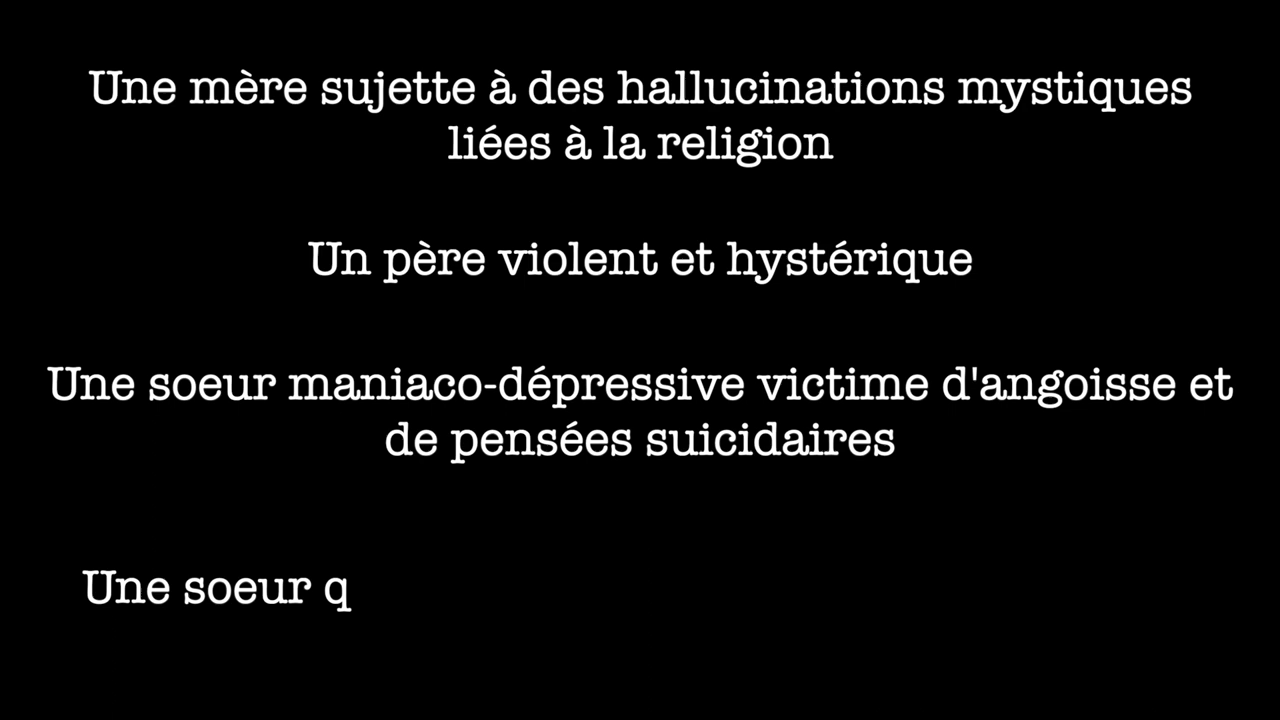 Une mère sujette à des hallucinations mystiques
liées à la religion
Un père violent et hystérique
Une soeur maniaco-dépressive victime d'angoisse et
de pensées suicidaires
Une soeur q